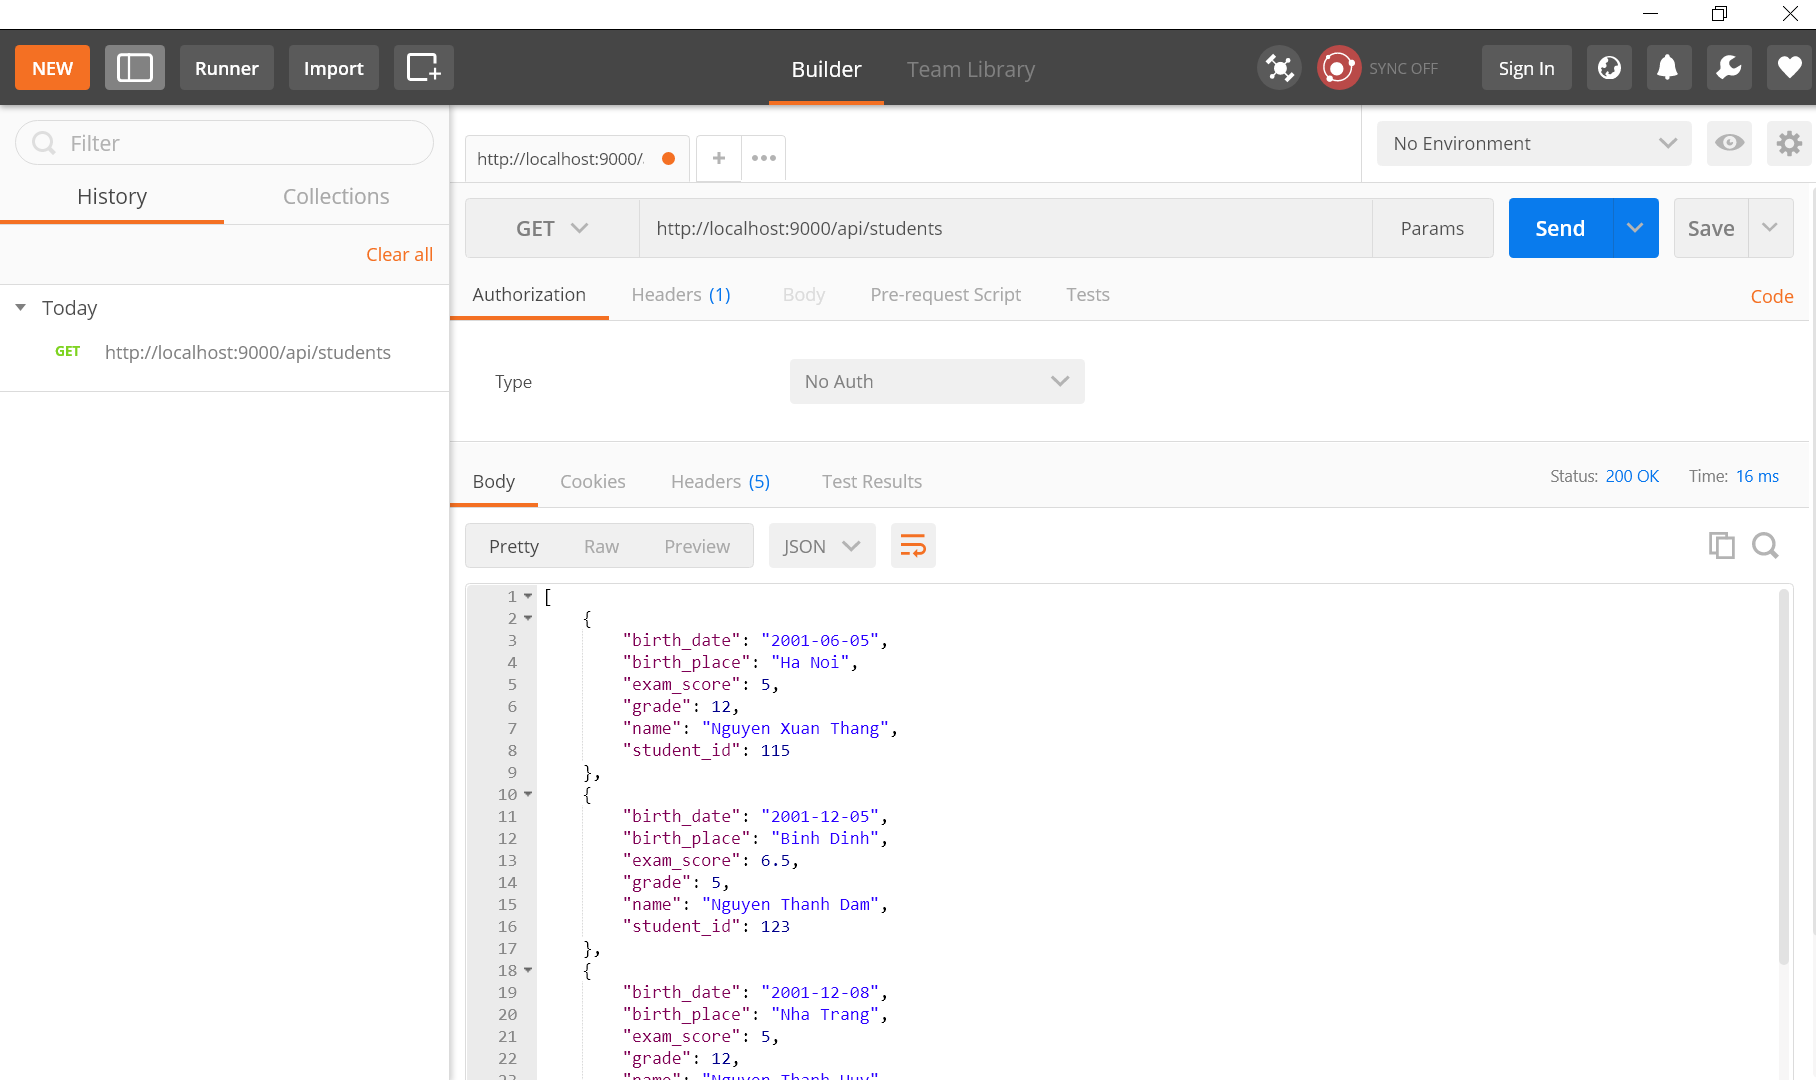 NEW Runner Import Builder Team Library SYNC OFF Sign In
Filter
History Collections
Clear all
Today
GET http://localhost:9000/api/students
http://localhost:9000/ + ••• No Environment
GET http://localhost:9000/api/students Params Send Save
Authorization Headers (1) Body Pre-request Script Tests Code
Type No Auth
Body Cookies Headers (5) Test Results Status: 200 OK Time: 16 ms
Pretty Raw Preview JSON
1 [
2 {
3 "birth_date": "2001-06-05",
4 "birth_place": "Ha Noi",
5 "exam_score": 5,
6 "grade": 12,
7 "name": "Nguyen Xuan Thang",
8 "student_id": 115
9 },
10 {
11 "birth_date": "2001-12-05",
12 "birth_place": "Binh Dinh",
13 "exam_score": 6.5,
14 "grade": 5,
15 "name": "Nguyen Thanh Dam",
16 "student_id": 123
17 },
18 {
19 "birth_date": "2001-12-08",
20 "birth_place": "Nha Trang",
21 "exam_score": 5,
22 "grade": 12,
23 "name": "Nguyen Thanh Huy"